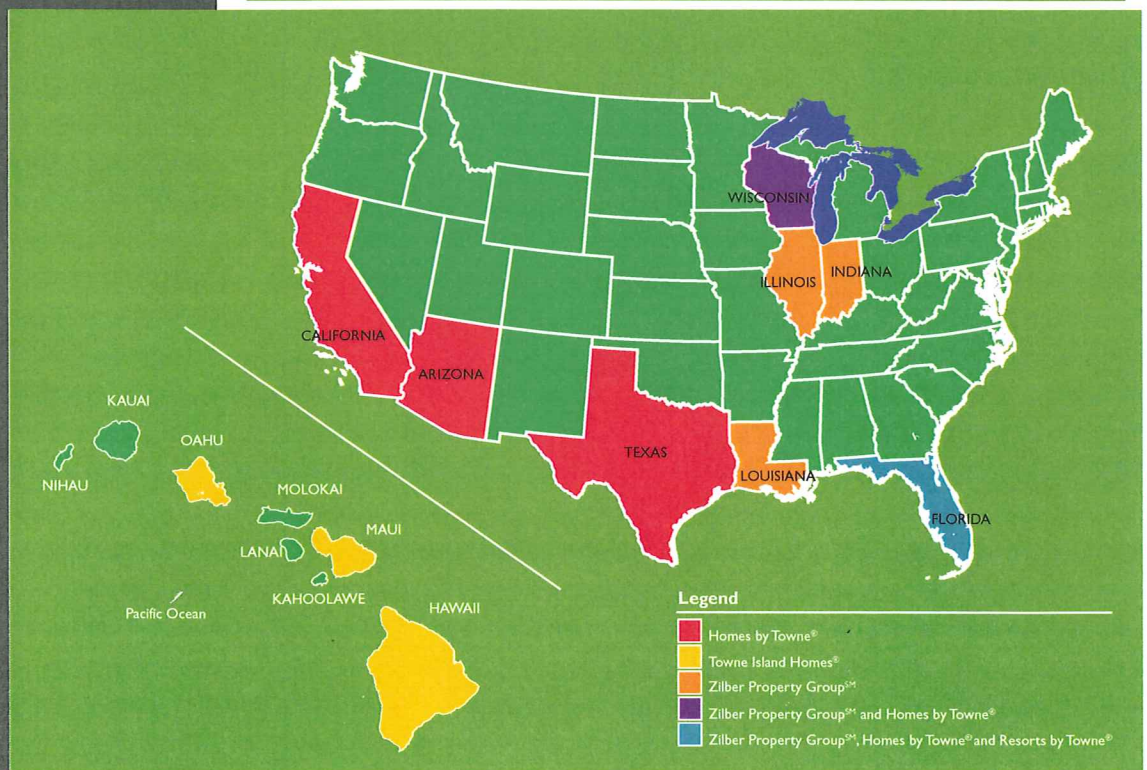 WISCONSIN
ILLINOIS
INDIANA
CALIFORNIA
ARIZONA
TEXAS
LOUISIANA
FLORIDA
KAUAI
OAHU
NIHAU
MOLOKAI
MAUI
LANAI
KAHOOLAWE
Pacific Ocean
HAWAII
Legend
Homes by Towne®
Towne Island Homes®
Zilber Property Group℠
Zilber Property Group℠ and Homes by Towne®
Zilber Property Group℠, Homes by Towne® and Resorts by Towne®